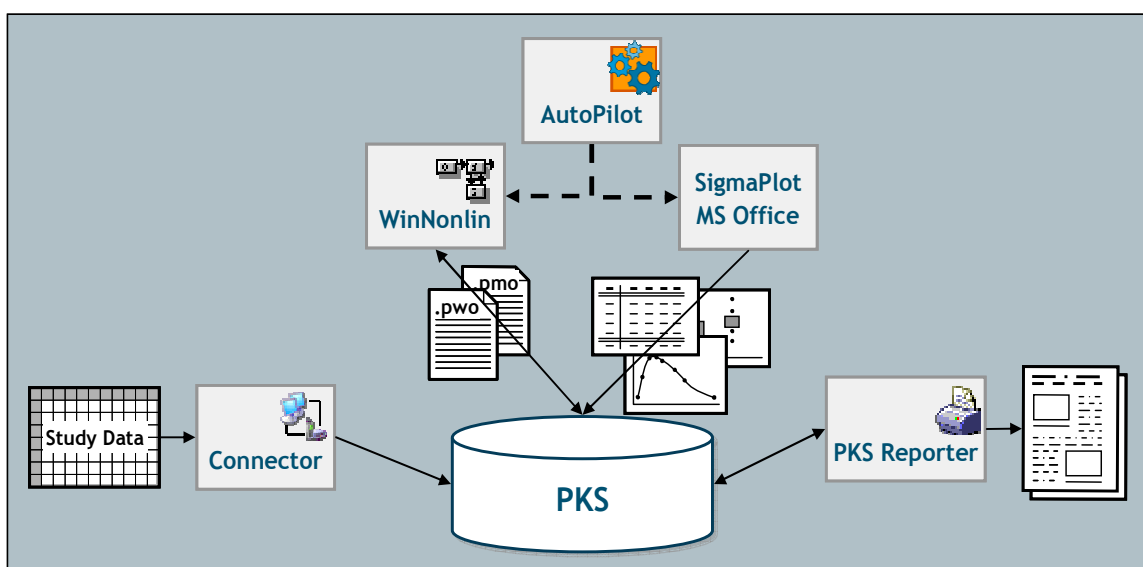 AutoPilot
WinNonlin
SigmaPlot
MS Office
.pmo
.pwo
Study Data
Connector
PKS
PKS Reporter